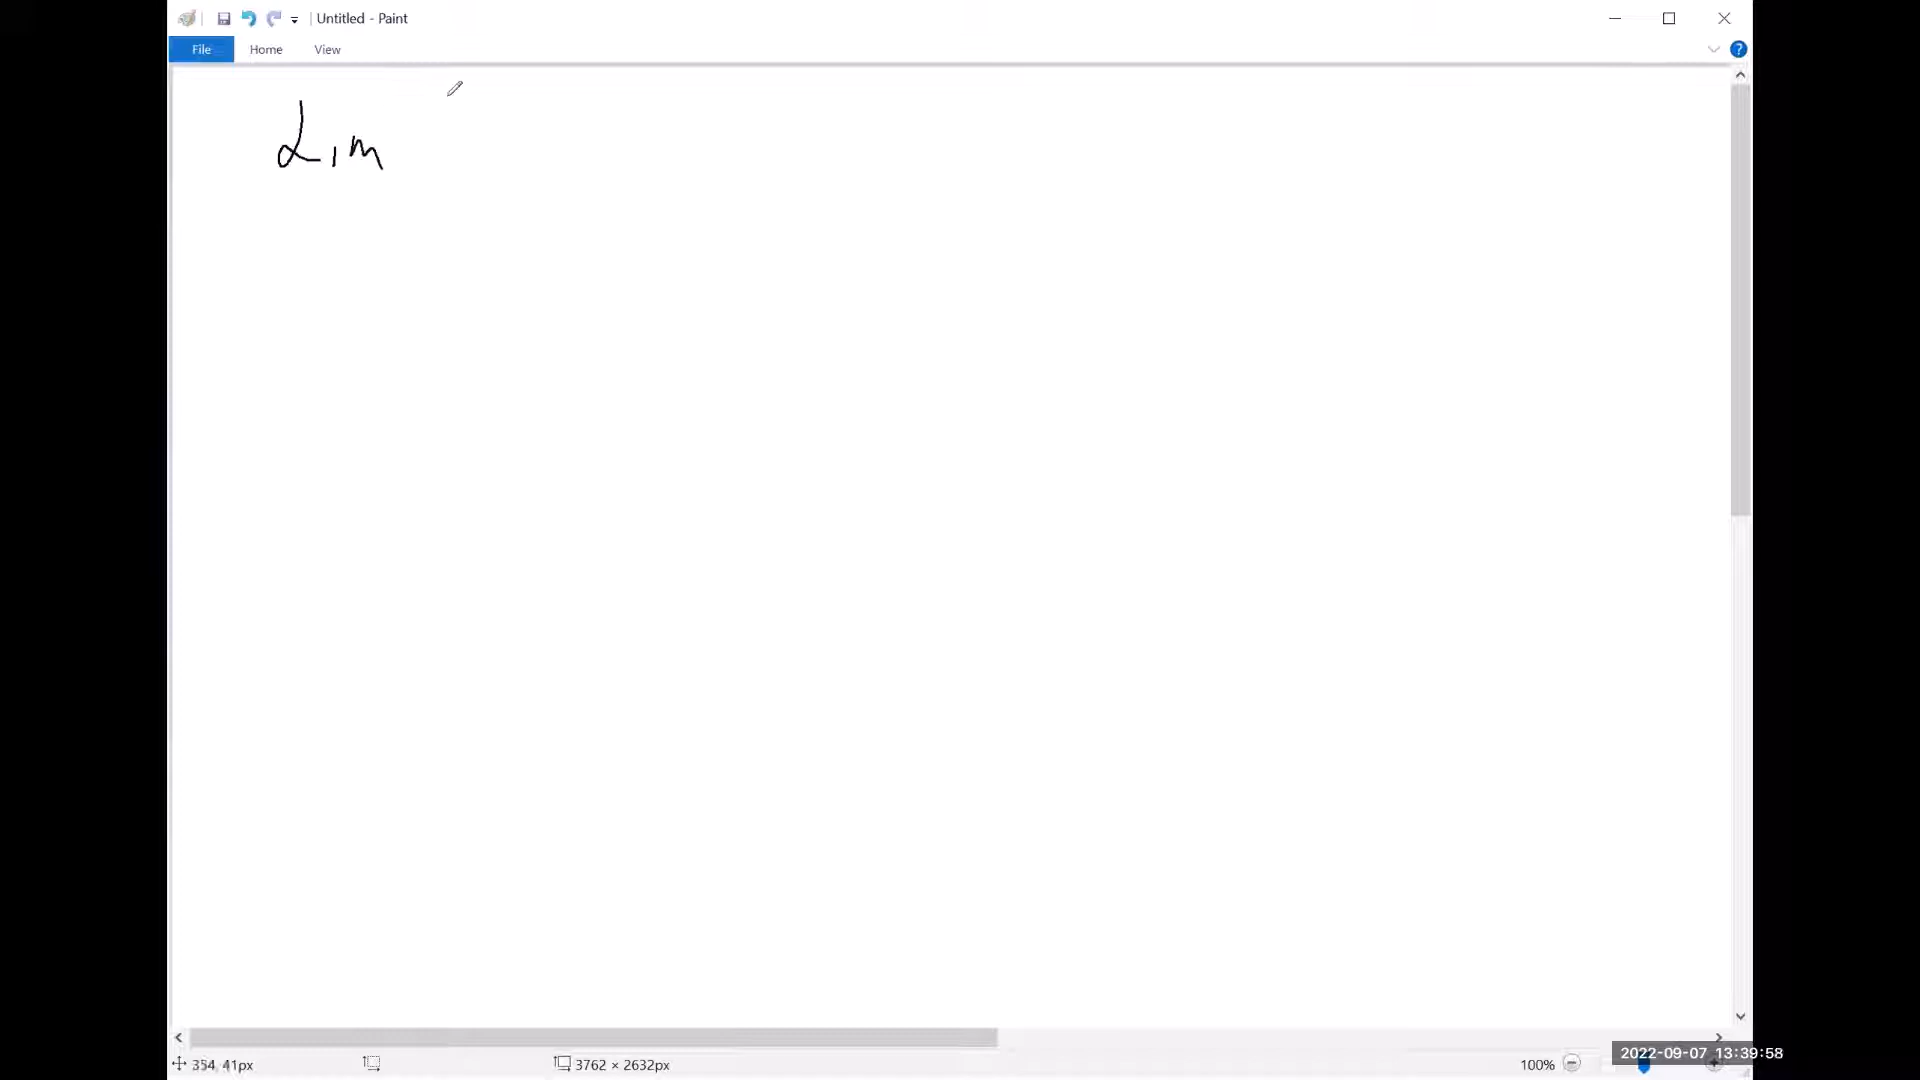 Untitled - Paint
File Home View
Lim
354, 41px 3762 × 2632px 100%
2022-09-07 13:39:58